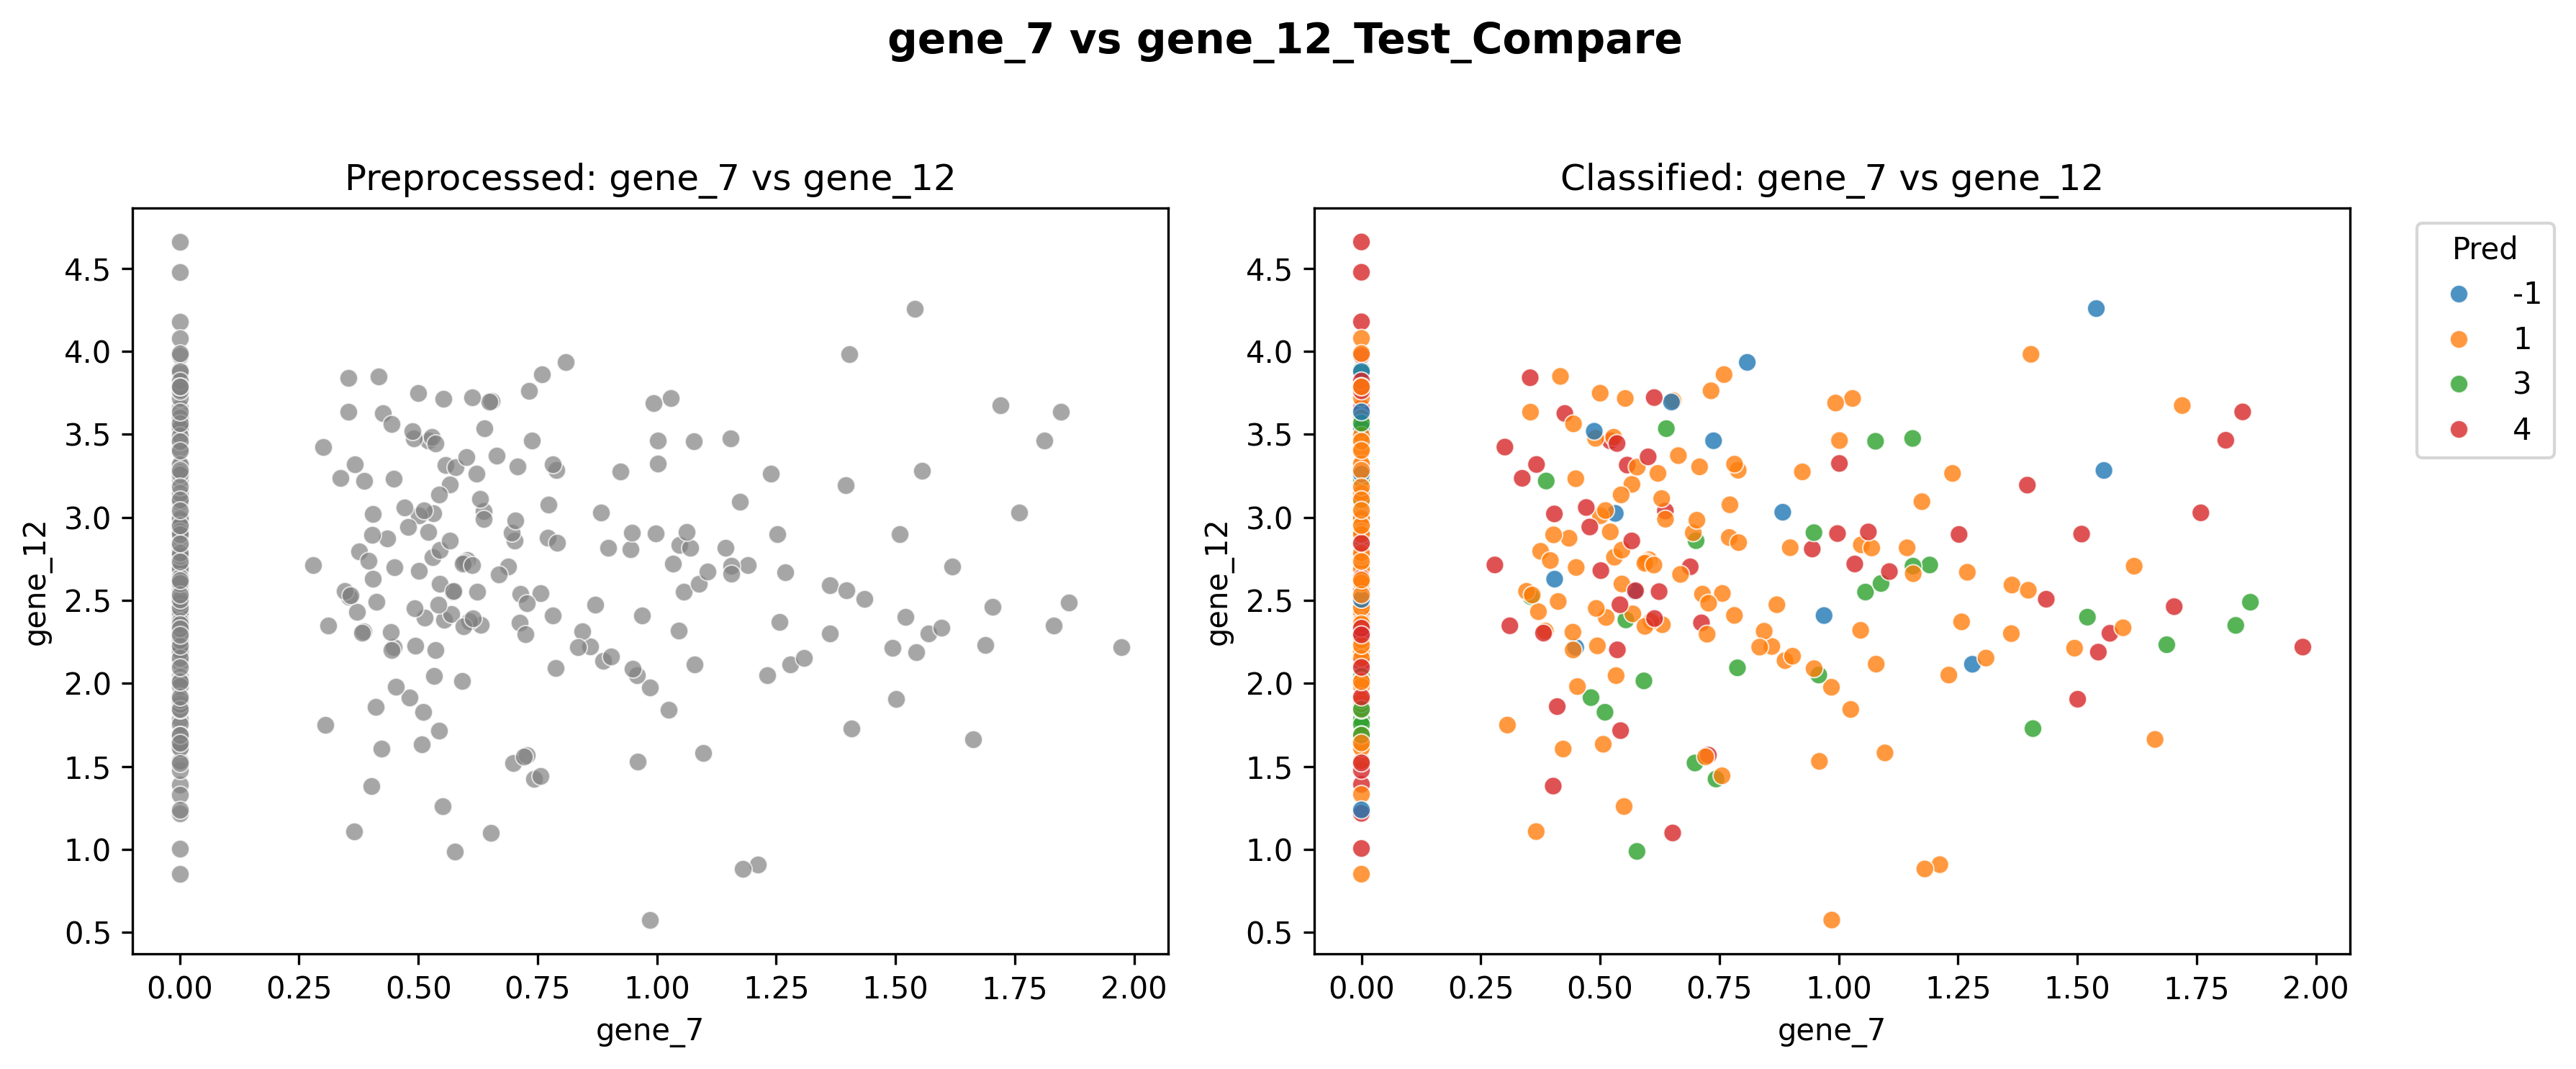 gene_7 vs gene_12_Test_Compare
Preprocessed: gene_7 vs gene_12
gene_12
4.5
4.0
3.5
3.0
2.5
2.0
1.5
1.0
0.5
0.00 0.25 0.50 0.75 1.00 1.25 1.50 1.75 2.00
gene_7
Classified: gene_7 vs gene_12
gene_12
4.5
4.0
3.5
3.0
2.5
2.0
1.5
1.0
0.5
0.00 0.25 0.50 0.75 1.00 1.25 1.50 1.75 2.00
gene_7
Pred
-1
1
3
4